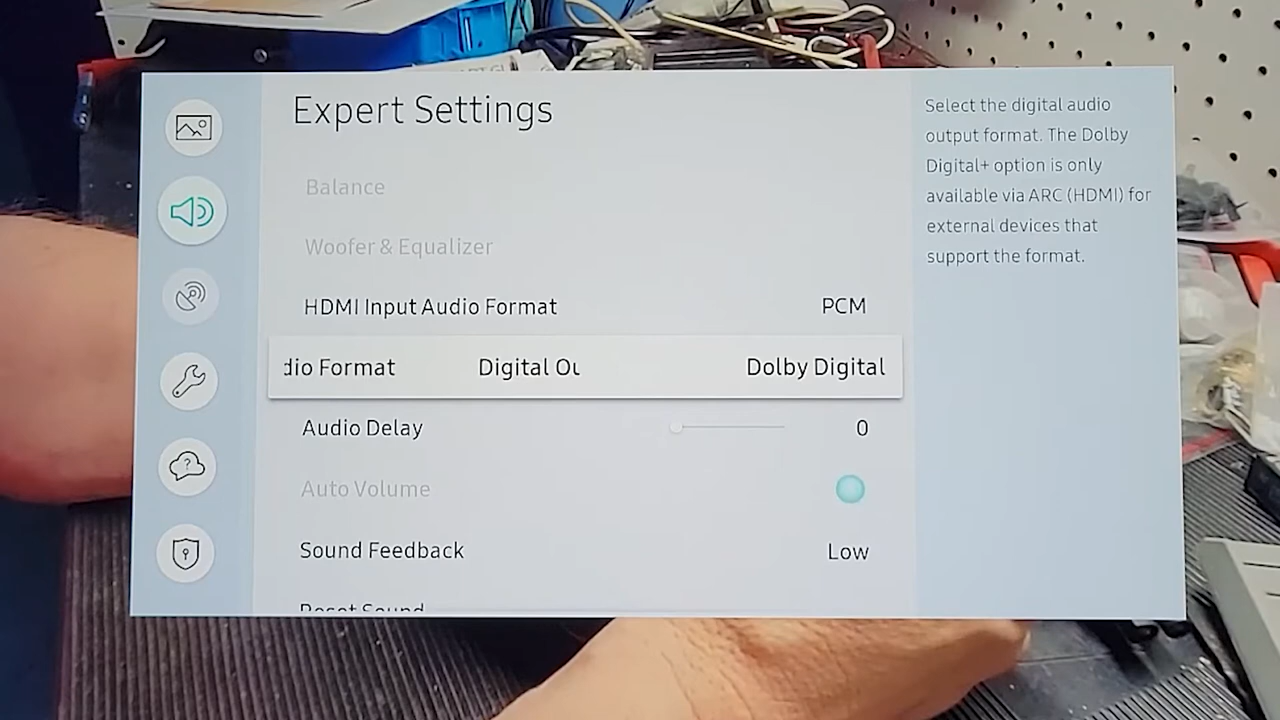 Expert Settings
Balance
Woofer & Equalizer
HDMI Input Audio Format PCM
dio Format Digital Ou Dolby Digital
Audio Delay 0
Auto Volume
Sound Feedback Low
Reset Sound
Select the digital audio
output format. The Dolby
Digital+ option is only
available via ARC (HDMI) for
external devices that
support the format.